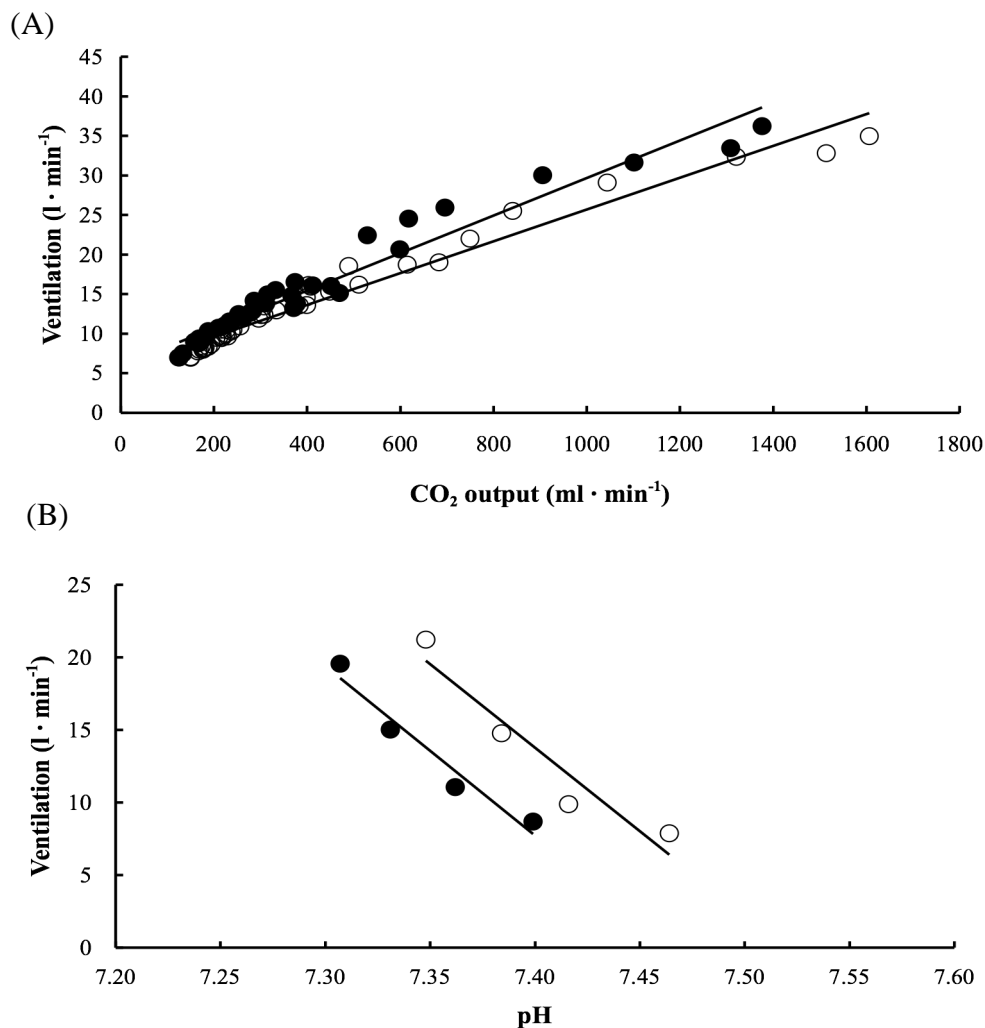 (A)
45
40
35
30
25
20
15
10
5
0
Ventilation (l · min⁻¹)
0 200 400 600 800 1000 1200 1400 1600 1800
CO₂ output (ml · min⁻¹)
(B)
25
20
15
10
5
0
Ventilation (l · min⁻¹)
7.20 7.25 7.30 7.35 7.40 7.45 7.50 7.55 7.60
pH